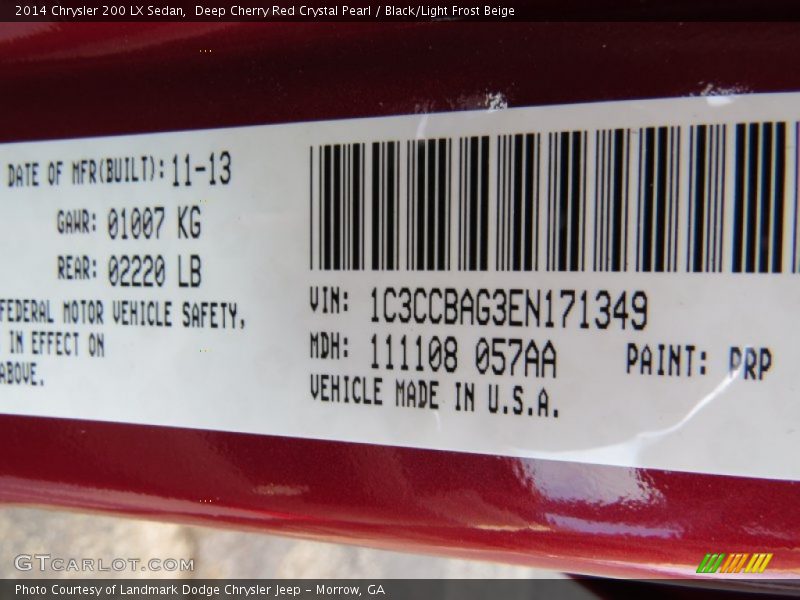 2014 Chrysler 200 LX Sedan,  Deep Cherry Red Crystal Pearl / Black/Light Frost Beige
DATE OF MFR(BUILT): 11-13
GAWR: 01007 KG
REAR: 02220 LB
FEDERAL MOTOR VEHICLE SAFETY,
IN EFFECT ON
ABOVE.
VIN: 1C3CCBAG3EN171349
MDH: 111108 057AA PAINT: PRP
VEHICLE MADE IN U.S.A.
GTCARLOT.COM
Photo Courtesy of Landmark Dodge Chrysler Jeep – Morrow, GA